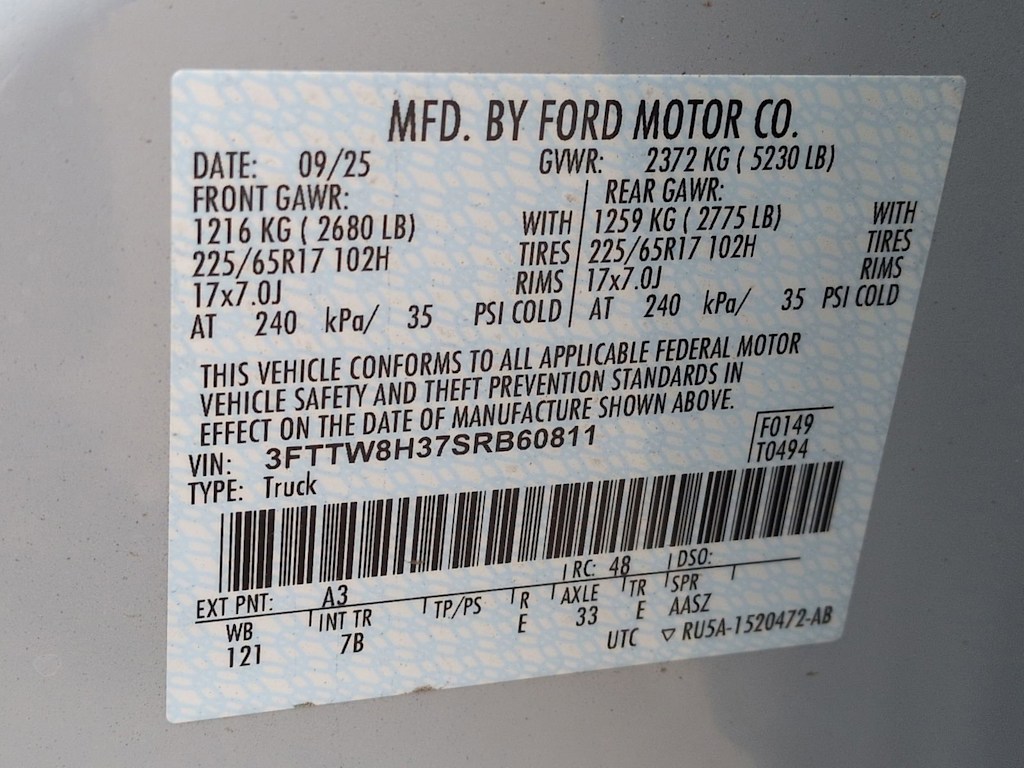 MFD. BY FORD MOTOR CO.
DATE: 09/25 GVWR: 2372 KG ( 5230 LB)
FRONT GAWR: REAR GAWR:
1216 KG ( 2680 LB) WITH 1259 KG ( 2775 LB) WITH
225/65R17 102H TIRES 225/65R17 102H TIRES
17x7.0J RIMS 17x7.0J RIMS
AT 240 kPa/ 35 PSI COLD AT 240 kPa/ 35 PSI COLD
THIS VEHICLE CONFORMS TO ALL APPLICABLE FEDERAL MOTOR
VEHICLE SAFETY AND THEFT PREVENTION STANDARDS IN
EFFECT ON THE DATE OF MANUFACTURE SHOWN ABOVE.
VIN: 3FTTW8H37SRB60811 F0149
TYPE: Truck T0494
EXT PNT: A3 RC: 48 DSO:
WB INT TR TP/PS R AXLE TR SPR
121 7B E 33 E AASZ
UTC ▽ RU5A-1520472-AB